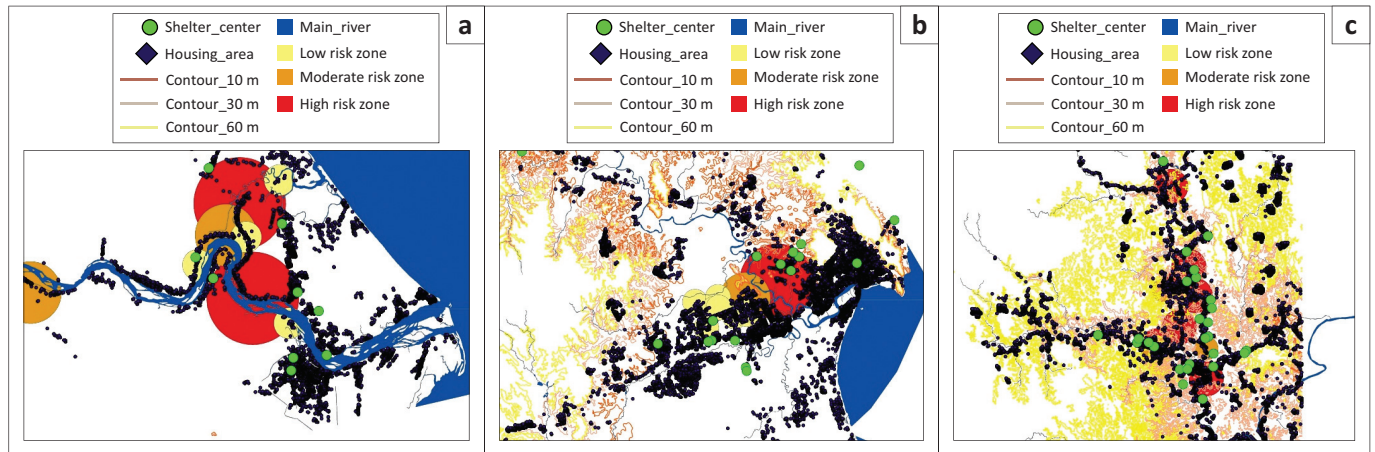 Shelter_center Main_river a
Housing_area Low risk zone
Contour_10 m Moderate risk zone
Contour_30 m High risk zone
Contour_60 m
Shelter_center Main_river b
Housing_area Low risk zone
Contour_10 m Moderate risk zone
Contour_30 m High risk zone
Contour_60 m
Shelter_center Main_river c
Housing_area Low risk zone
Contour_10 m Moderate risk zone
Contour_30 m High risk zone
Contour_60 m